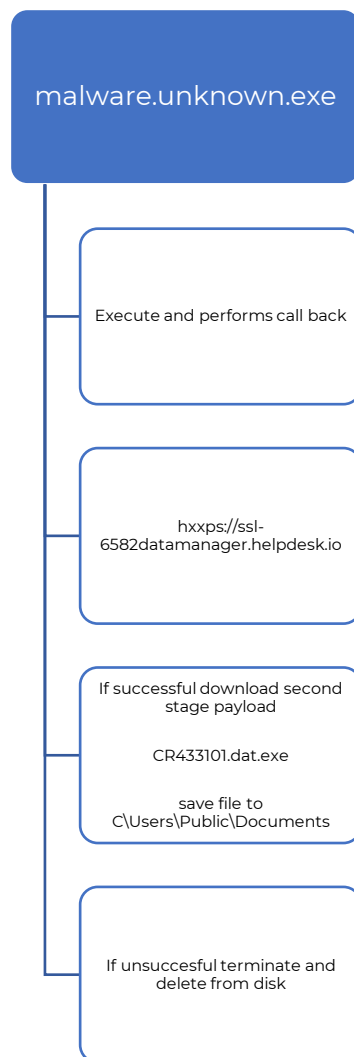 malware.unknown.exe
Execute and performs call back
hxxps://ssl-
6582datamanager.helpdesk.io
If successful download second
stage payload
CR433101.dat.exe
save file to
C\Users\Public\Documents
If unsuccesful terminate and
delete from disk